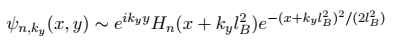 ψ_{n,k_y}(x, y) ∼ e^{ik_y y} H_n(x + k_y l_B^2) e^{−(x+k_y l_B^2)^2/(2l_B^2)}